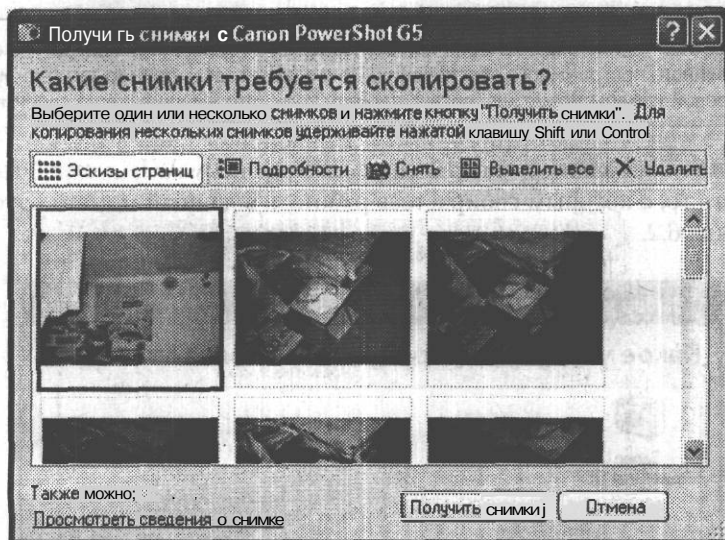 Получи гь снимки с Canon PowerShot G5
Какие снимки требуется скопировать?
Выберите один или несколько снимков и нажмите кнопку "Получить снимки". Для
копирования нескольких снимков удерживайте нажатой клавишу Shift или Control
Эскизы страниц Подробности Снять Выделить все Удалить
Также можно;
Просмотреть сведения о снимке
Получить снимкиj Отмена